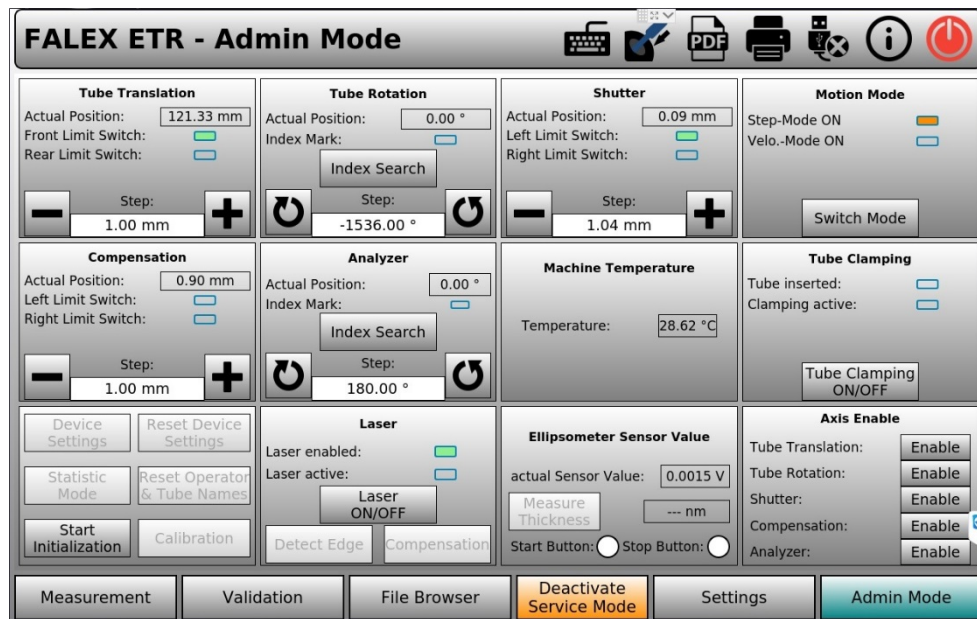 FALEX ETR - Admin Mode
PDF
Tube Translation
Actual Position: 121.33 mm
Front Limit Switch:
Rear Limit Switch:
Step:
1.00 mm
Tube Rotation
Actual Position: 0.00 °
Index Mark:
Index Search
Step:
-1536.00 °
Shutter
Actual Position: 0.09 mm
Left Limit Switch:
Right Limit Switch:
Step:
1.04 mm
Motion Mode
Step-Mode ON
Velo.-Mode ON
Switch Mode
Compensation
Actual Position: 0.90 mm
Left Limit Switch:
Right Limit Switch:
Step:
1.00 mm
Analyzer
Actual Position: 0.00 °
Index Mark:
Index Search
Step:
180.00 °
Machine Temperature
Temperature: 28.62 °C
Tube Clamping
Tube inserted:
Clamping active:
Tube Clamping
ON/OFF
Device
Settings
Reset Device
Settings
Statistic
Mode
Reset Operator
& Tube Names
Start
Initialization
Calibration
Laser
Laser enabled:
Laser active:
Laser
ON/OFF
Detect Edge
Compensation
Ellipsometer Sensor Value
actual Sensor Value: 0.0015 V
Measure
Thickness
--- nm
Start Button: Stop Button:
Axis Enable
Tube Translation: Enable
Tube Rotation: Enable
Shutter: Enable
Compensation: Enable
Analyzer: Enable
Measurement
Validation
File Browser
Deactivate
Service Mode
Settings
Admin Mode